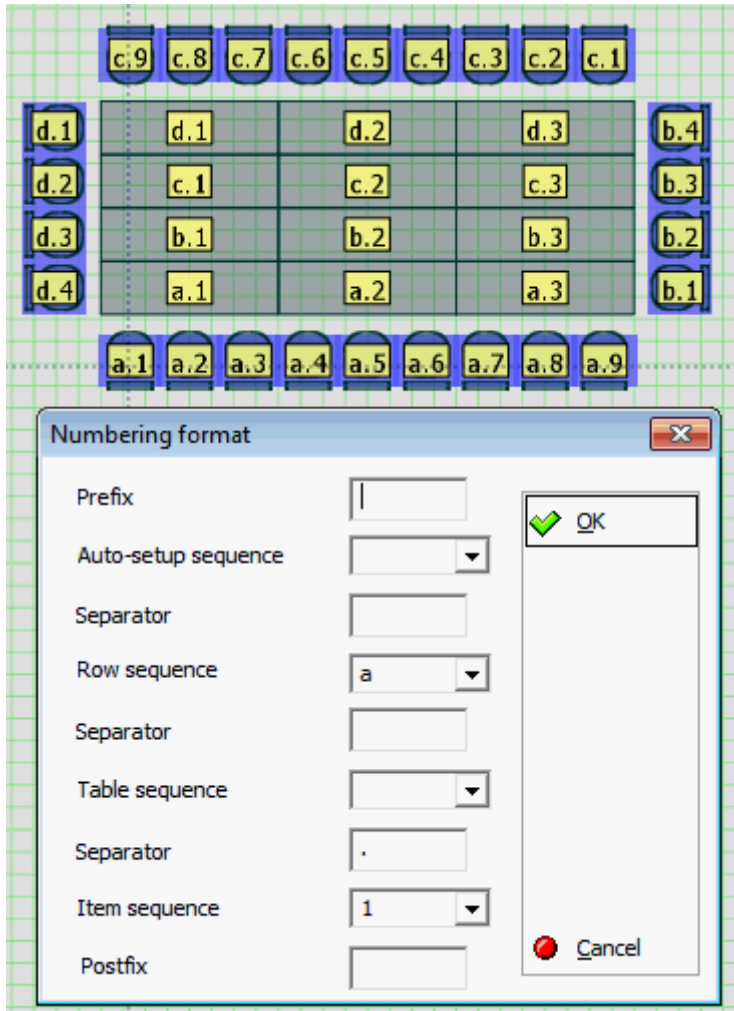 c.9 c.8 c.7 c.6 c.5 c.4 c.3 c.2 c.1
d.1 d.1 d.2 d.3 b.4
d.2 c.1 c.2 c.3 b.3
d.3 b.1 b.2 b.3 b.2
d.4 a.1 a.2 a.3 b.1
a.1 a.2 a.3 a.4 a.5 a.6 a.7 a.8 a.9
Numbering format
Prefix
OK
Auto-setup sequence
Separator
Row sequence a
Separator
Table sequence
Separator .
Item sequence 1
Cancel
Postfix